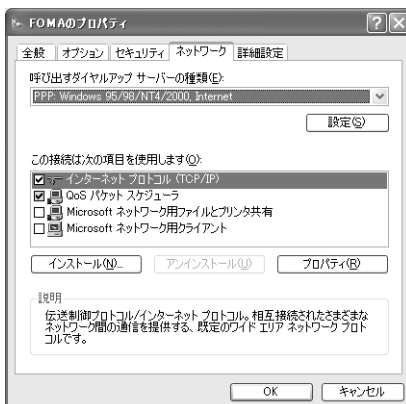 FOMAのプロパティ
全般 オプション セキュリティ ネットワーク 詳細設定
呼び出すダイヤルアップ サーバーの種類(E):
PPP: Windows 95/98/NT4/2000, Internet
設定(S)
この接続は次の項目を使用します(O):
インターネット プロトコル (TCP/IP)
QoS パケット スケジューラ
Microsoft ネットワーク用ファイルとプリンタ共有
Microsoft ネットワーク用クライアント
インストール(N)... アンインストール(U) プロパティ(R)
説明
伝送制御プロトコル/インターネット プロトコル。相互接続されたさまざまな
ネットワーク間の通信を提供する、既定のワイド エリア ネットワーク プロト
コルです。
OK キャンセル